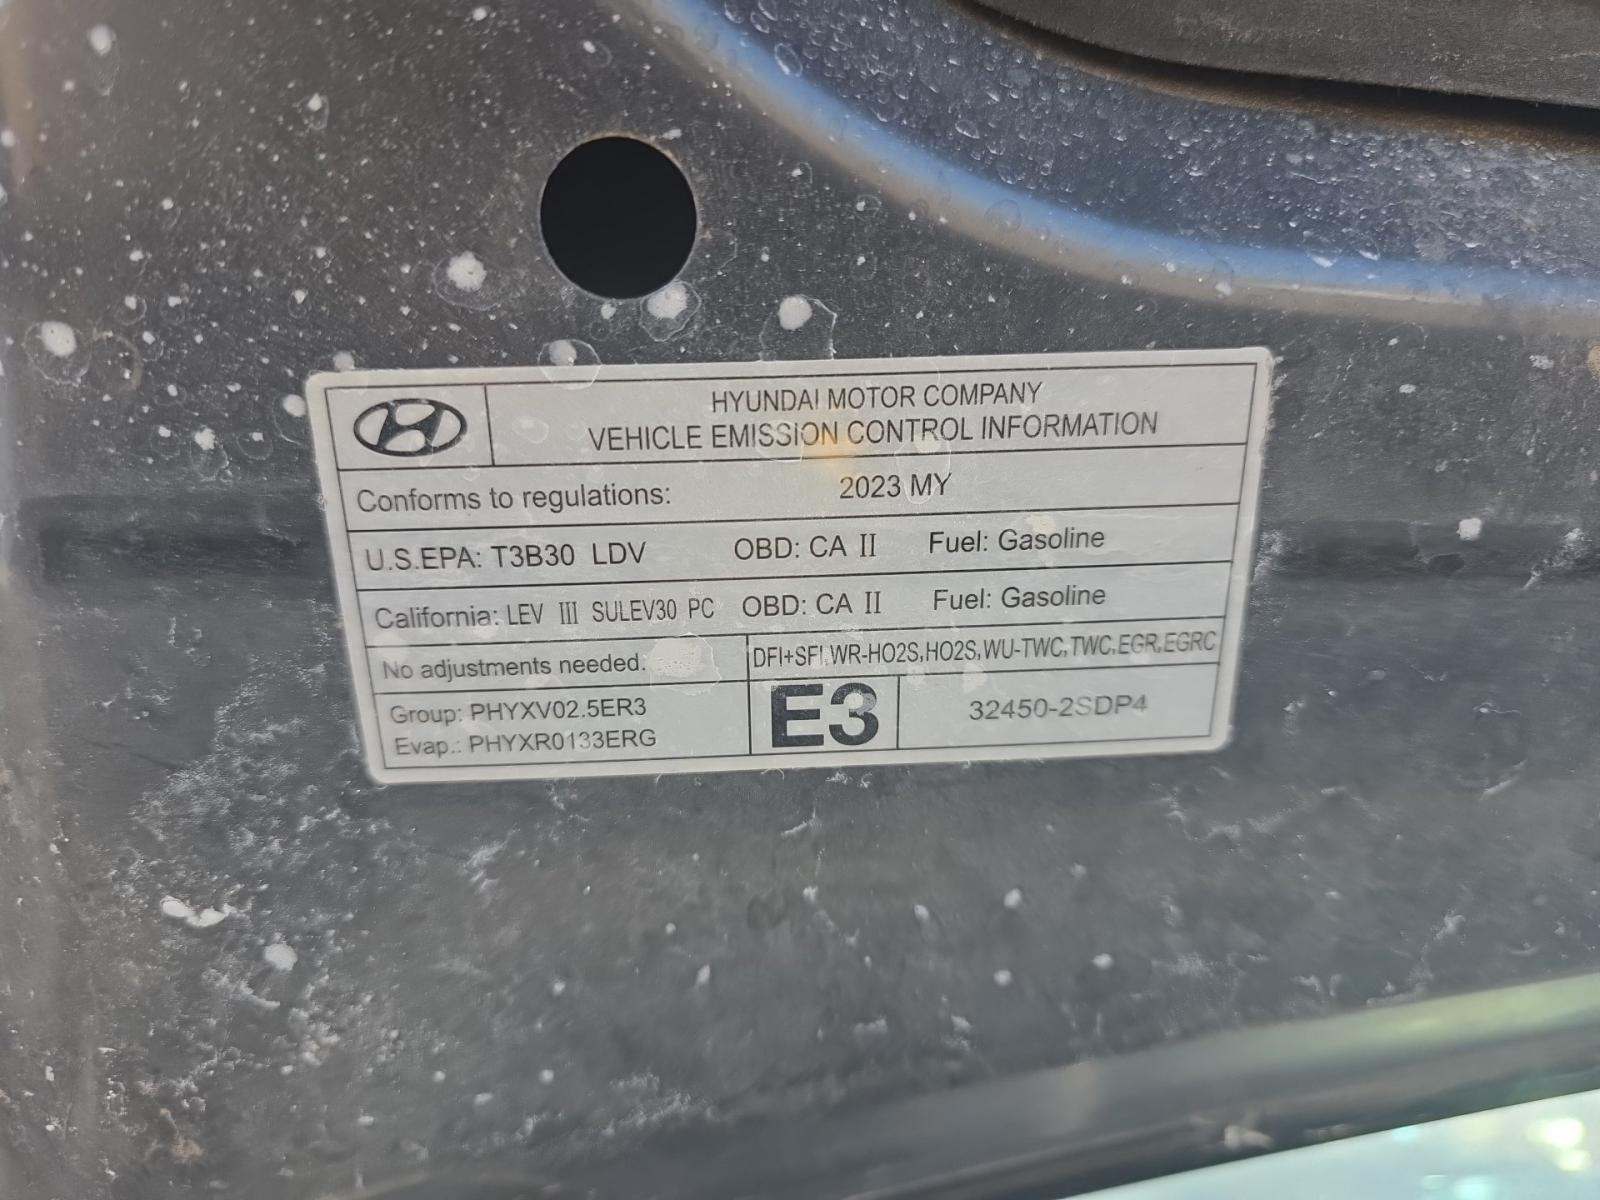 HYUNDAI MOTOR COMPANY
VEHICLE EMISSION CONTROL INFORMATION
Conforms to regulations: 2023 MY
U.S.EPA: T3B30 LDV OBD: CA II Fuel: Gasoline
California: LEV III SULEV30 PC OBD: CA II Fuel: Gasoline
No adjustments needed: DFI+SFI,WR-HO2S,HO2S,WU-TWC,TWC,EGR,EGRC
Group: PHYXV02.5ER3
Evap.: PHYXR0133ERG
E3
32450-2SDP4